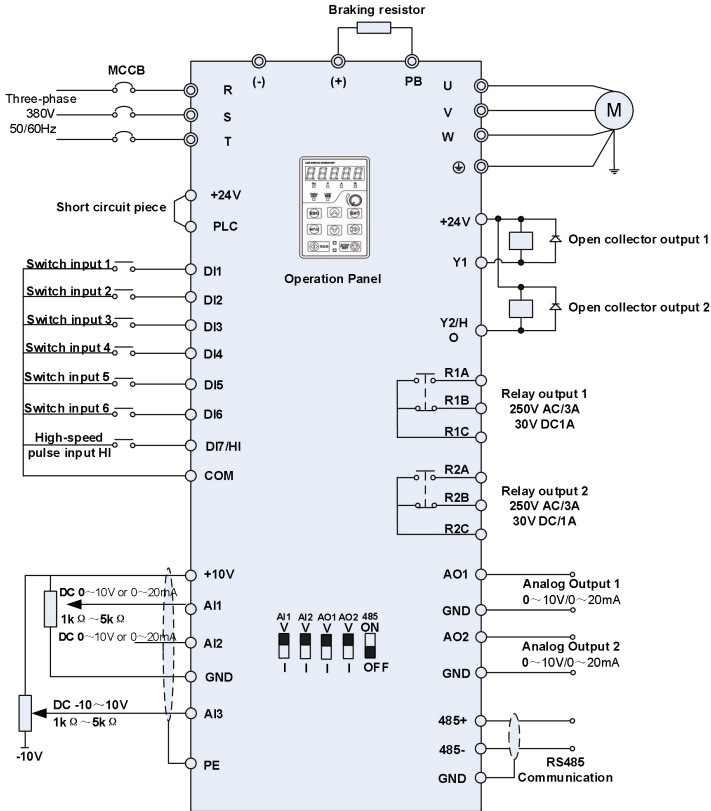 Braking resistor
MCCB
(-)
(+)
PB
Three-phase
380V
50/60Hz
R
S
T
U
V
W
M
+24V
Short circuit piece
PLC
Operation Panel
+24V
Open collector output 1
Y1
Open collector output 2
Y2/H
O
Switch input 1
DI1
Switch input 2
DI2
Switch input 3
DI3
Switch input 4
DI4
Switch input 5
DI5
Switch input 6
DI6
High-speed
pulse input HI
DI7/HI
COM
R1A
R1B
R1C
Relay output 1
250V AC/3A
30V DC1A
R2A
R2B
R2C
Relay output 2
250V AC/3A
30V DC/1A
+10V
DC 0～10V or 0～20mA
AI1
1k Ω ～5k Ω
DC 0～10V or 0～20mA
AI2
GND
DC -10～10V
AI3
1k Ω ～5k Ω
-10V
PE
AI1 AI2 AO1 AO2 485
V V V V ON
I I I I OFF
AO1
Analog Output 1
0～10V/0～20mA
GND
AO2
Analog Output 2
0～10V/0～20mA
GND
485+
485-
RS485
Communication
GND